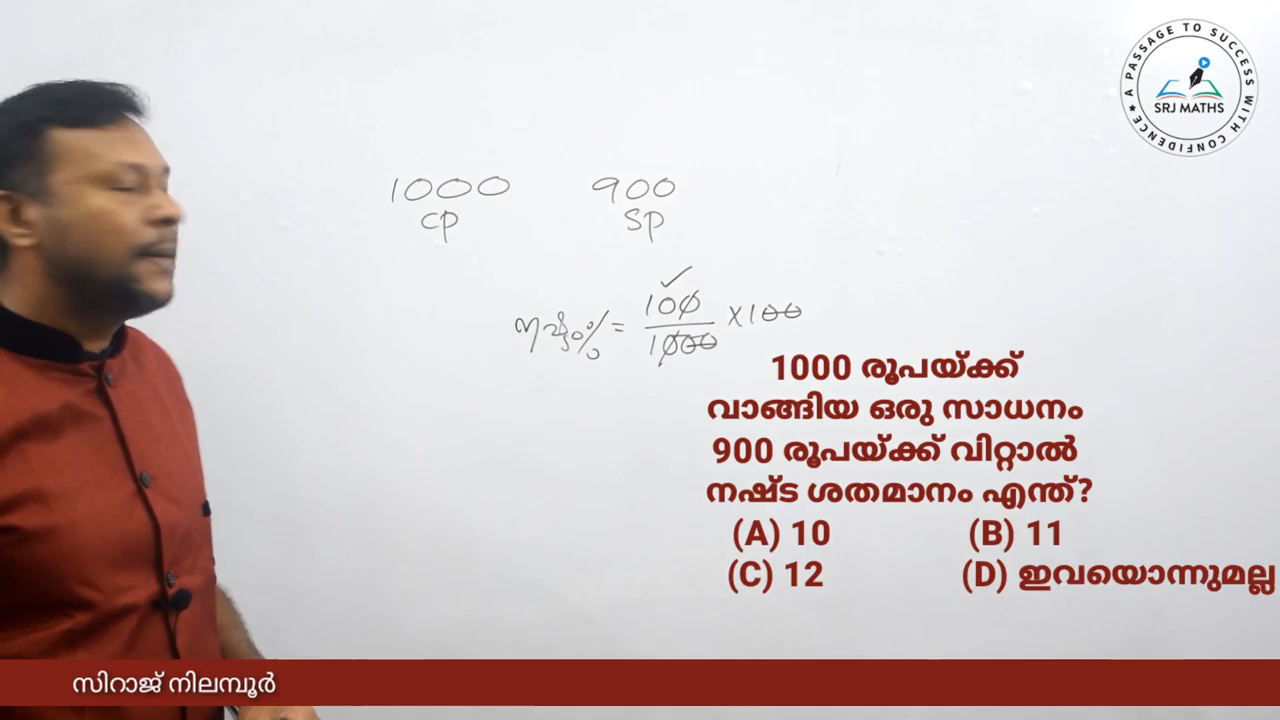 A PASSAGE TO SUCCESS WITH CONFIDENCE ★
SRJ MATHS
1000 900
CP SP
നഷ്ടം% = 100/1000 x100
1000 രൂപയ്ക്ക്
വാങ്ങിയ ഒരു സാധനം
900 രൂപയ്ക്ക് വിറ്റാൽ
നഷ്ട ശതമാനം എന്ത്?
(A) 10 (B) 11
(C) 12 (D) ഇവയൊന്നുമല്ല
സിറാജ് നിലമ്പൂർ